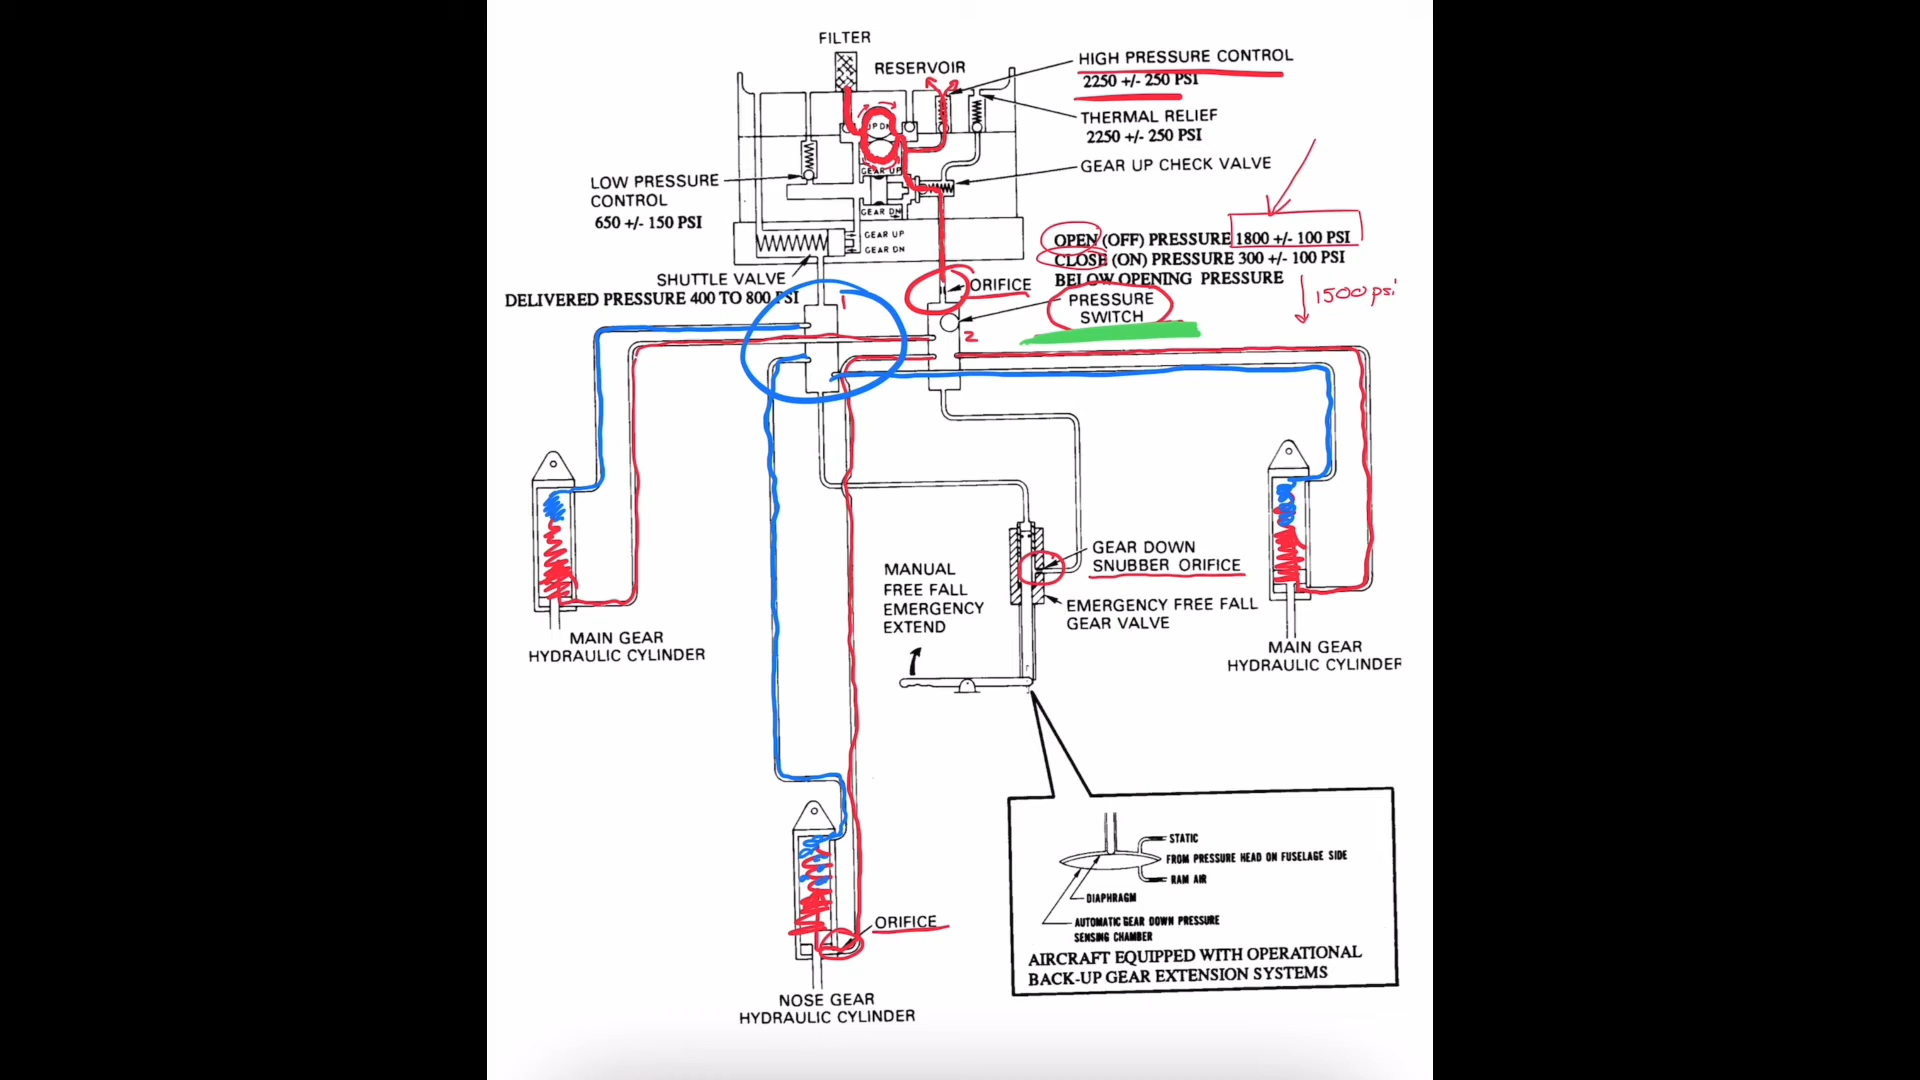 FILTER
RESERVOIR
HIGH PRESSURE CONTROL
2250 +/- 250 PSI
THERMAL RELIEF
2250 +/- 250 PSI
GEAR UP CHECK VALVE
UP DN
GEAR UP
GEAR DN
LOW PRESSURE
CONTROL
650 +/- 150 PSI
GEAR UP
GEAR DN
OPEN (OFF) PRESSURE 1800 +/- 100 PSI
CLOSE (ON) PRESSURE 300 +/- 100 PSI
BELOW OPENING PRESSURE
SHUTTLE VALVE
DELIVERED PRESSURE 400 TO 800 PSI
ORIFICE
PRESSURE
SWITCH
1500 psi
1
2
GEAR DOWN
SNUBBER ORIFICE
MANUAL
FREE FALL
EMERGENCY
EXTEND
EMERGENCY FREE FALL
GEAR VALVE
MAIN GEAR
HYDRAULIC CYLINDER
MAIN GEAR
HYDRAULIC CYLINDER
STATIC
FROM PRESSURE HEAD ON FUSELAGE SIDE
RAM AIR
DIAPHRAGM
AUTOMATIC GEAR DOWN PRESSURE
SENSING CHAMBER
AIRCRAFT EQUIPPED WITH OPERATIONAL
BACK-UP GEAR EXTENSION SYSTEMS
ORIFICE
NOSE GEAR
HYDRAULIC CYLINDER